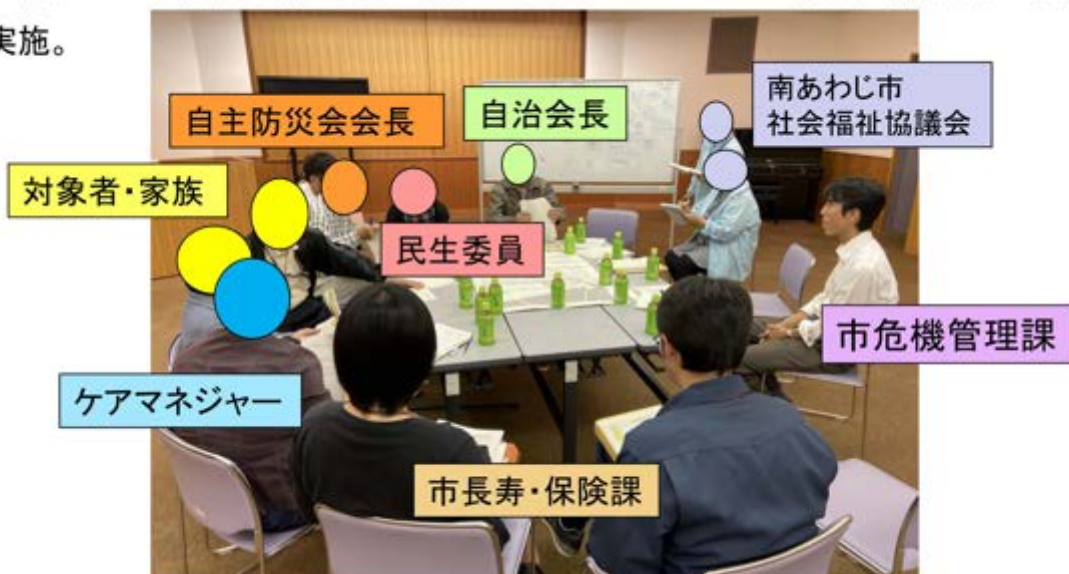 実施。
南あわじ市
社会福祉協議会
自主防災会会長
自治会長
対象者・家族
民生委員
市危機管理課
ケアマネジャー
市長寿・保険課